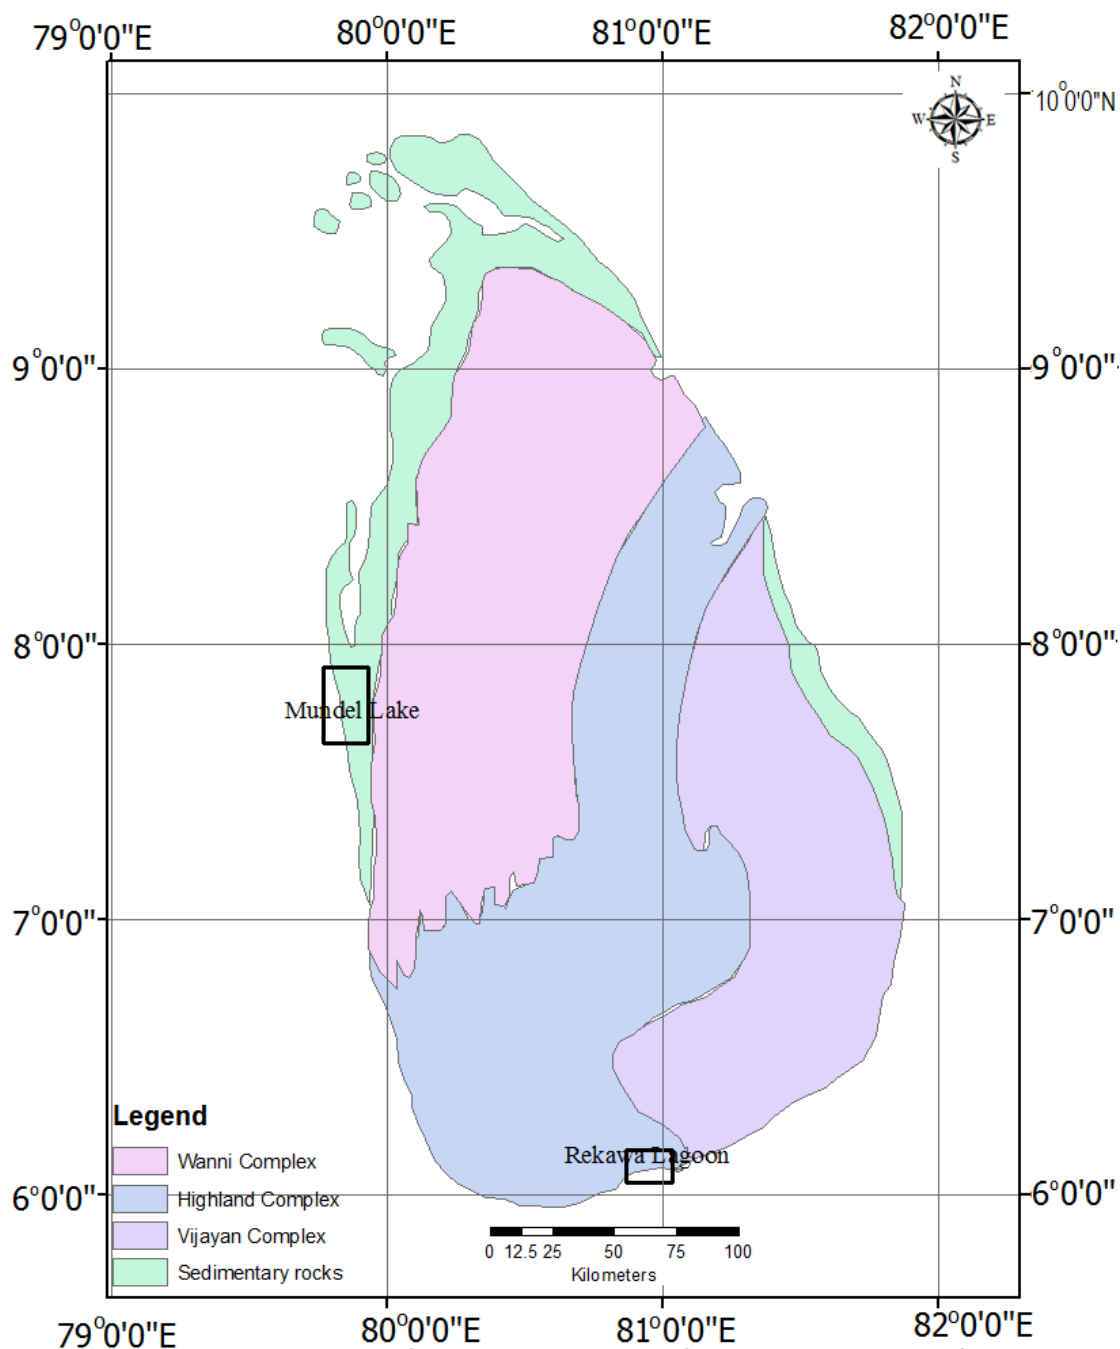 79°0'0"E 80°0'0"E 81°0'0"E 82°0'0"E
10°0'0"N
N
W E
S
9°0'0" 9°0'0"
8°0'0" 8°0'0"
Mundel Lake
7°0'0" 7°0'0"
Legend
Wanni Complex
Rekawa Lagoon
Highland Complex
6°0'0" 6°0'0"
Vijayan Complex
0 12.5 25 50 75 100
Sedimentary rocks
Kilometers
79°0'0"E 80°0'0"E 81°0'0"E 82°0'0"E